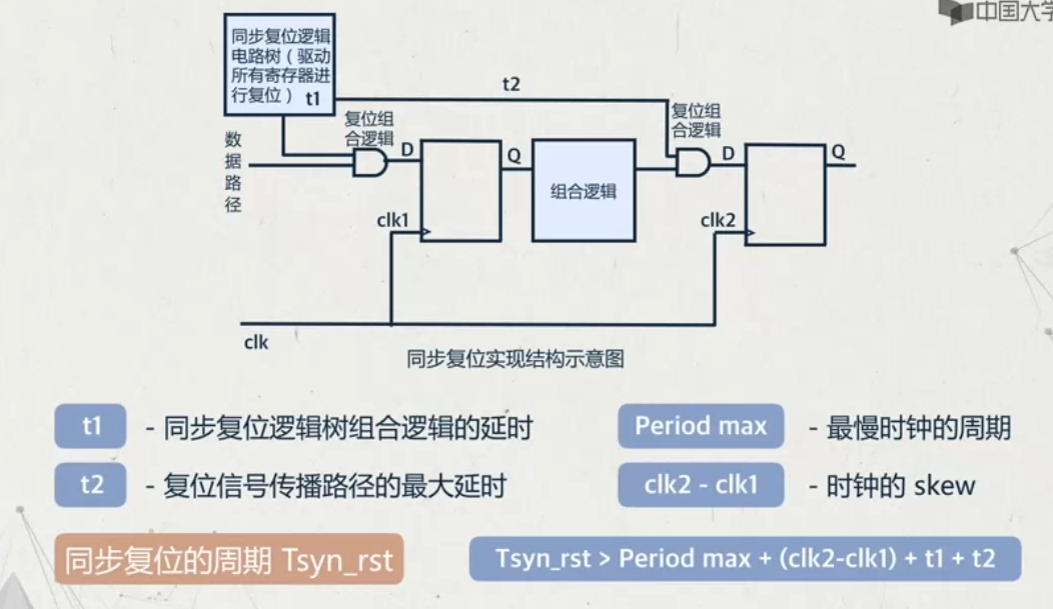 中国大学
同步复位逻辑
电路树（驱动
所有寄存器进
行复位） t1
t2
复位组
合逻辑
复位组
合逻辑
数
据
路
径
D
Q
D
Q
组合逻辑
clk1
clk2
clk
同步复位实现结构示意图
t1 - 同步复位逻辑树组合逻辑的延时
Period max - 最慢时钟的周期
t2 - 复位信号传播路径的最大延时
clk2 - clk1 - 时钟的 skew
同步复位的周期 Tsyn_rst
Tsyn_rst > Period max + (clk2-clk1) + t1 + t2